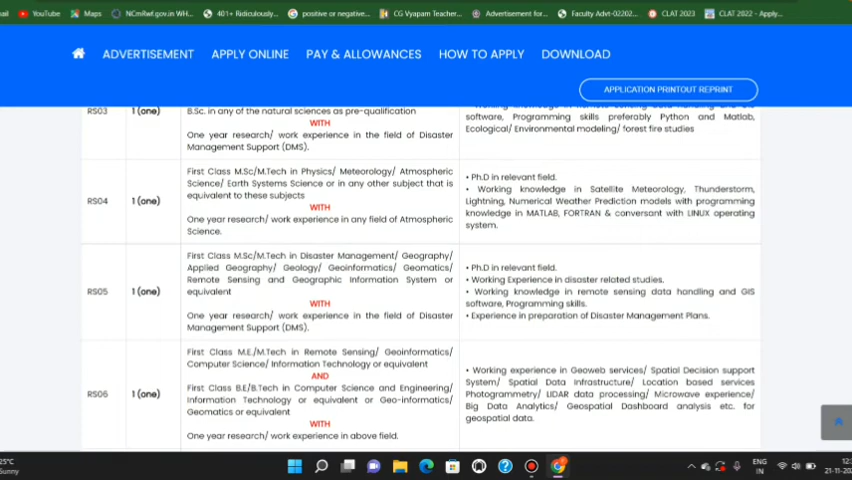 YouTube
Maps
NCmRwf.gov.in WH...
401+ Ridiculously...
positive or negative...
CG Vyapam Teacher...
Advertisement for...
Faculty Advt-02202...
CLAT 2023
CLAT 2022 - Apply...
ADVERTISEMENT
APPLY ONLINE
PAY & ALLOWANCES
HOW TO APPLY
DOWNLOAD
APPLICATION PRINTOUT REPRINT
RS03
1 (one)
B.Sc. in any of the natural sciences as pre-qualification
WITH
One year research/ work experience in the field of Disaster
Management Support (DMS).
software, Programming skills preferably Python and Matlab,
Ecological/ Environmental modeling/ forest fire studies
RS04
1 (one)
First Class M.Sc/M.Tech in Physics/ Meteorology/ Atmospheric
Science/ Earth Systems Science or in any other subject that is
equivalent to these subjects
WITH
One year research/ work experience in any field of Atmospheric
Science.
• Ph.D in relevant field.
• Working knowledge in Satellite Meteorology, Thunderstorm,
Lightning, Numerical Weather Prediction models with programming
knowledge in MATLAB, FORTRAN & conversant with LINUX operating
system.
RS05
1 (one)
First Class M.Sc/M.Tech in Disaster Management/ Geography/
Applied Geography/ Geology/ Geoinformatics/ Geomatics/
Remote Sensing and Geographic Information System or
equivalent
WITH
One year research/ work experience in the field of Disaster
Management Support (DMS).
• Ph.D in relevant field.
• Working Experience in disaster related studies.
• Working knowledge in remote sensing data handling and GIS
software, Programming skills.
• Experience in preparation of Disaster Management Plans.
RS06
1 (one)
First Class M.E./M.Tech in Remote Sensing/ Geoinformatics/
Computer Science/ Information Technology or equivalent
AND
First Class B.E/B.Tech in Computer Science and Engineering/
Information Technology or equivalent or Geo-informatics/
Geomatics or equivalent
WITH
One year research/ work experience in above field.
• Working experience in Geoweb services/ Spatial Decision support
System/ Spatial Data Infrastructure/ Location based services
Photogrammetry/ LIDAR data processing/ Microwave experience/
Big Data Analytics/ Geospatial Dashboard analysis etc. for
geospatial data.
25°C
Sunny
ENG
IN